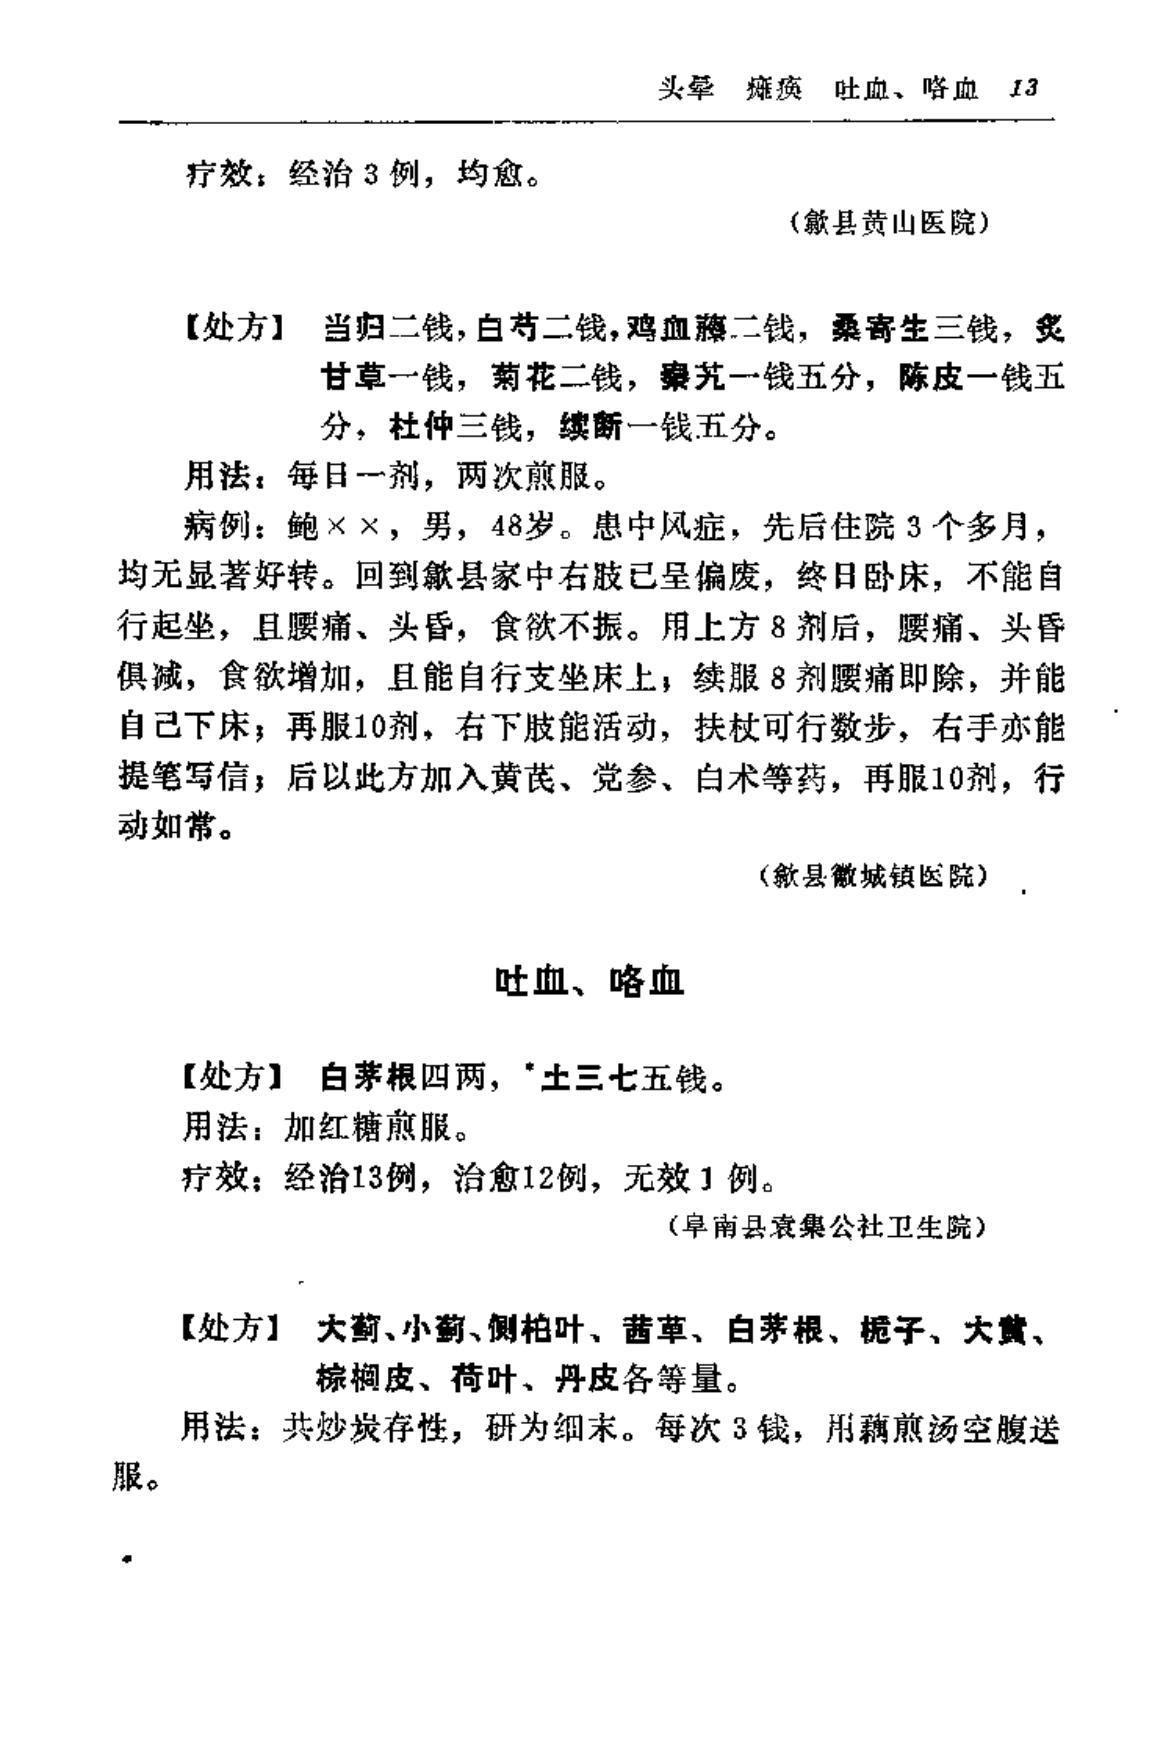 头晕 瘫痪 吐血、咯血 13
疗效：经治3例，均愈。
（歙县黄山医院）
【处方】 当归二钱，白芍二钱，鸡血藤二钱，桑寄生三钱，炙
甘草一钱，菊花二钱，秦艽一钱五分，陈皮一钱五
分，杜仲三钱，续断一钱五分。
用法：每日一剂，两次煎服。
病例：鲍××，男，48岁。患中风症，先后住院3个多月，
均无显著好转。回到歙县家中右肢已呈偏废，终日卧床，不能自
行起坐，且腰痛、头昏，食欲不振。用上方8剂后，腰痛、头昏
俱减，食欲增加，且能自行支坐床上；续服8剂腰痛即除，并能
自己下床；再服10剂，右下肢能活动，扶杖可行数步，右手亦能
提笔写信；后以此方加入黄芪、党参、白术等药，再服10剂，行
动如常。
（歙县徽城镇医院）
吐血、咯血
【处方】 白茅根四两，*土三七五钱。
用法：加红糖煎服。
疗效：经治13例，治愈12例，无效1例。
（阜南县袁集公社卫生院）
【处方】 大蓟、小蓟、侧柏叶、茜草、白茅根、栀子、大黄、
棕榈皮、荷叶、丹皮各等量。
用法：共炒炭存性，研为细末。每次3钱，用藕煎汤空腹送
服。